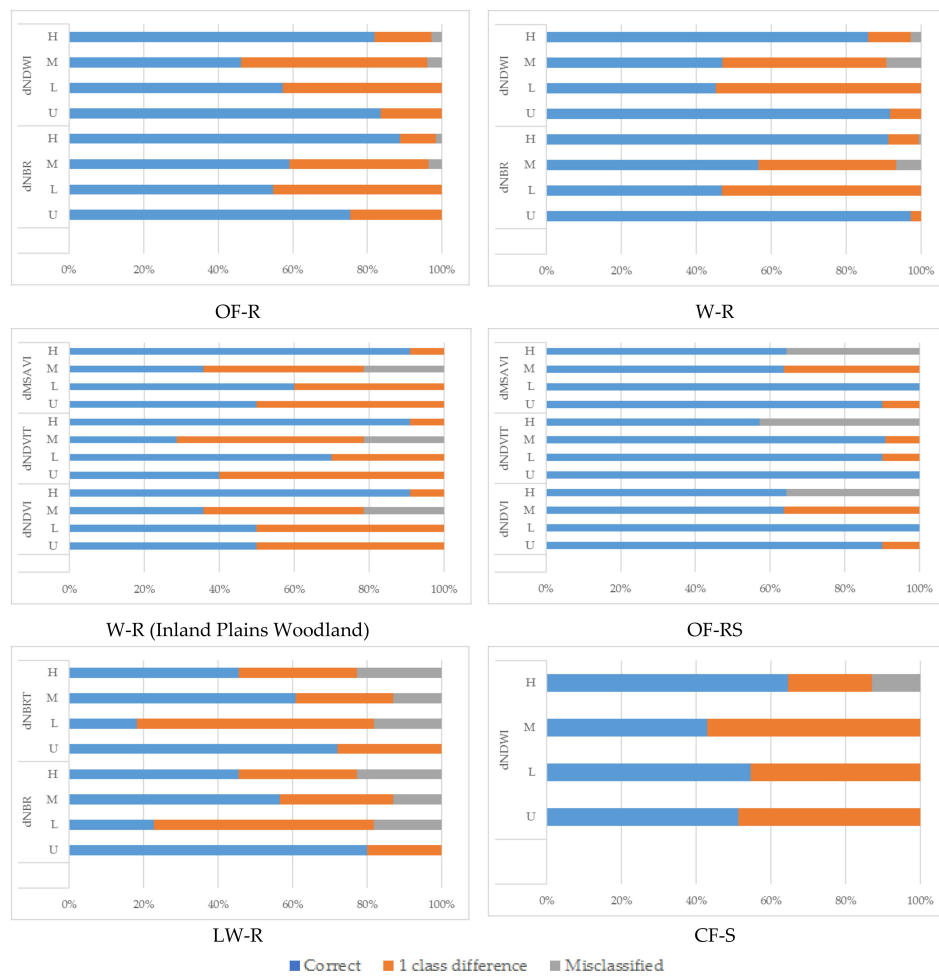 dNDWI
H
M
L
U
dNBR
H
M
L
U
0% 20% 40% 60% 80% 100%
OF-R
dNDWI
H
M
L
U
dNBR
H
M
L
U
0% 20% 40% 60% 80% 100%
W-R
dMSAVI
H
M
L
U
dNDVIT
H
M
L
U
dNDVI
H
M
L
U
0% 20% 40% 60% 80% 100%
W-R (Inland Plains Woodland)
dMSAVI
H
M
L
U
dNDVIT
H
M
L
U
dNDVI
H
M
L
U
0% 20% 40% 60% 80% 100%
OF-RS
dNBRT
H
M
L
U
dNBR
H
M
L
U
0% 20% 40% 60% 80% 100%
LW-R
dNDWI
H
M
L
U
0% 20% 40% 60% 80% 100%
CF-S
Correct 1 class difference Misclassified